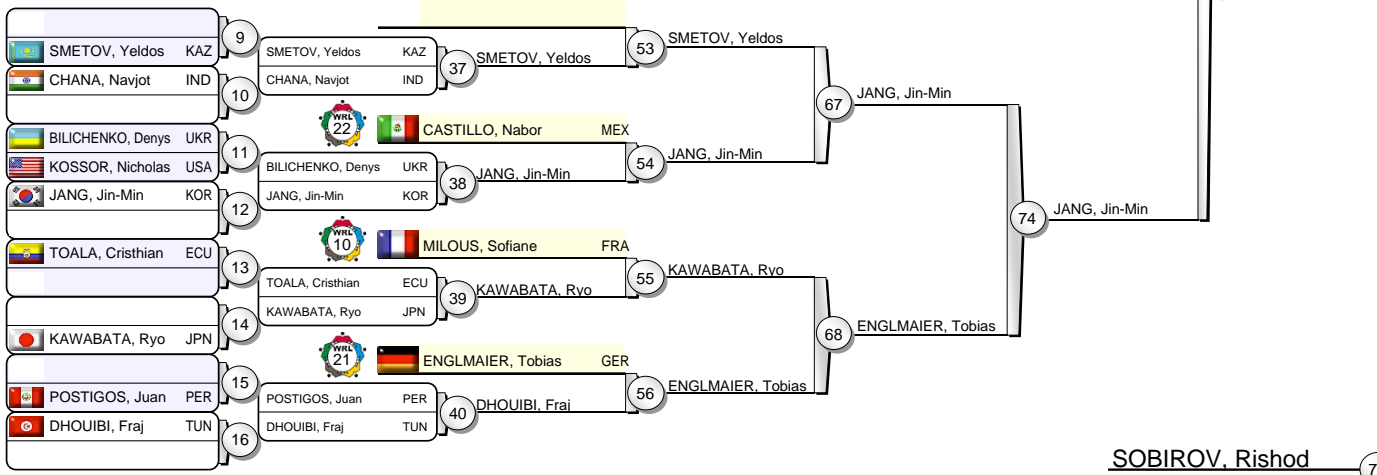 9
SMETOV, Yeldos KAZ
SMETOV, Yeldos KAZ
37
SMETOV, Yeldos
53
SMETOV, Yeldos
CHANA, Navjot IND
CHANA, Navjot IND
10
67
JANG, Jin-Min
WRL
22
CASTILLO, Nabor MEX
BILICHENKO, Denys UKR
11
54
JANG, Jin-Min
KOSSOR, Nicholas USA
BILICHENKO, Denys UKR
38
JANG, Jin-Min
JANG, Jin-Min KOR
JANG, Jin-Min KOR
12
74
JANG, Jin-Min
WRL
10
MILOUS, Sofiane FRA
TOALA, Cristhian ECU
13
55
KAWABATA, Ryo
TOALA, Cristhian ECU
39
KAWABATA, Ryo
KAWABATA, Ryo JPN
14
68
ENGLMAIER, Tobias
KAWABATA, Ryo JPN
WRL
21
ENGLMAIER, Tobias GER
15
56
ENGLMAIER, Tobias
POSTIGOS, Juan PER
POSTIGOS, Juan PER
40
DHOUIBI, Fraj
DHOUIBI, Fraj TUN
DHOUIBI, Fraj TUN
16
SOBIROV, Rishod
7